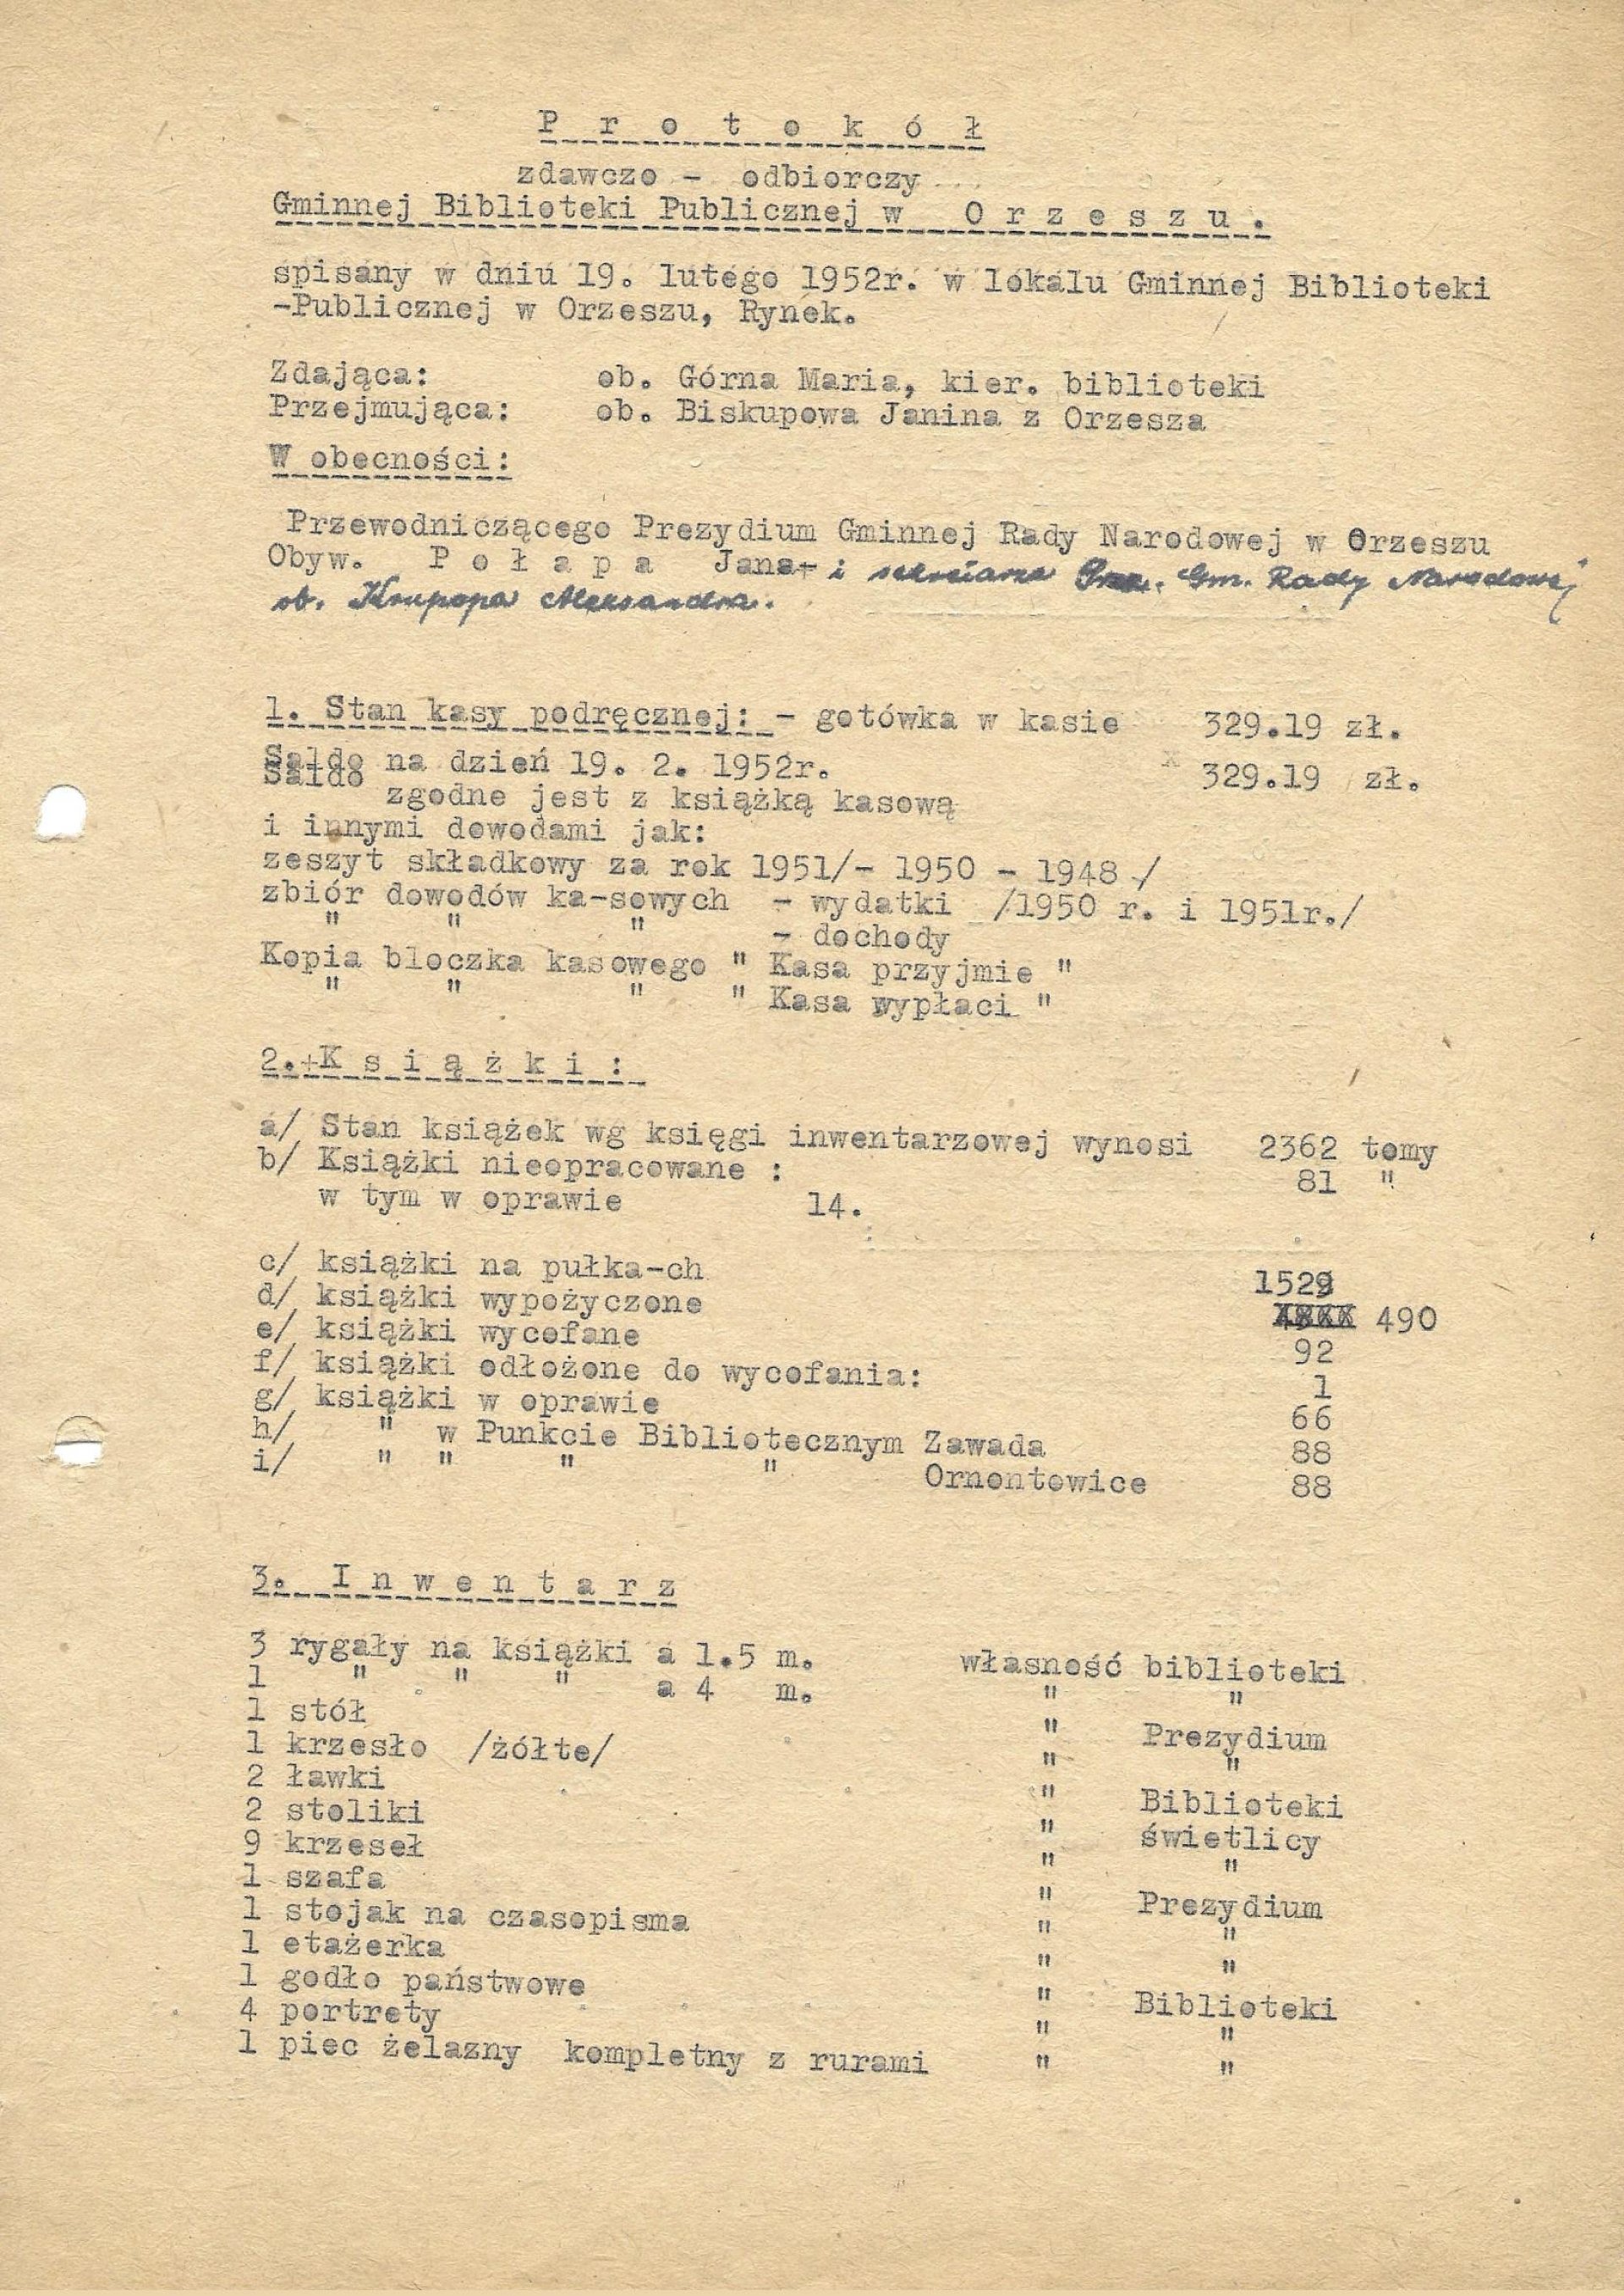 P r o t o k ó ł
zdawczo - odbiorczy
Gminnej Biblioteki Publicznej w O r z e s z u .
spisany w dniu 19. lutego 1952r. w lokalu Gminnej Biblioteki
-Publicznej w Orzeszu, Rynek.
Zdająca: ob. Górna Maria, kier. biblioteki
Przejmująca: ob. Biskupowa Janina z Orzesza
W obecności:
Przewodniczącego Prezydium Gminnej Rady Narodowej w Orzeszu
Obyw. P o ł a p a Jana i sekretarza Prez. Gm. Rady Narodowej
ob. Krupopa Aleksandra.
1. Stan kasy podręcznej: - gotówka w kasie 329.19 zł.
Saldo na dzień 19. 2. 1952r. 329.19 zł.
zgodne jest z książką kasową
i innymi dowodami jak:
zeszyt składkowy za rok 1951/- 1950 - 1948 /
zbiór dowodów ka-sowych - wydatki /1950 r. i 1951r./
" " " - dochody
Kopia bloczka kasowego " Kasa przyjmie "
" " " " Kasa wypłaci "
2.+K s i ą ż k i :
a/ Stan książek wg księgi inwentarzowej wynosi 2362 tomy
b/ Książki nieopracowane : 81 "
w tym w oprawie 14.
c/ książki na pułka-ch
d/ książki wypożyczone 490
e/ książki wycofane 92
f/ książki odłożone do wycofania: 1
g/ książki w oprawie 66
h/ " w Punkcie Bibliotecznym Zawada 88
i/ " " " " Ornontowice 88
3. I n w e n t a r z
3 rygały na książki a 1.5 m. własność biblioteki
1 " " " a 4 m. " "
1 stół " Prezydium
1 krzesło /żółte/ " "
2 ławki " Biblioteki
2 stoliki " świetlicy
9 krzeseł " "
1 szafa " Prezydium
1 stojak na czasopisma " "
1 etażerka " "
1 godło państwowe " Biblioteki
4 portrety " "
1 piec żelazny kompletny z rurami " "